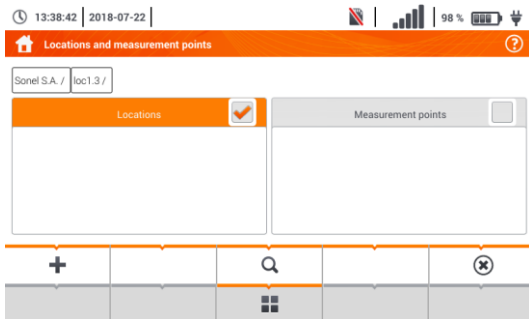 13:38:42 2018-07-22 98 %
Locations and measurement points
Sonel S.A. / loc1.3 /
Locations Measurement points